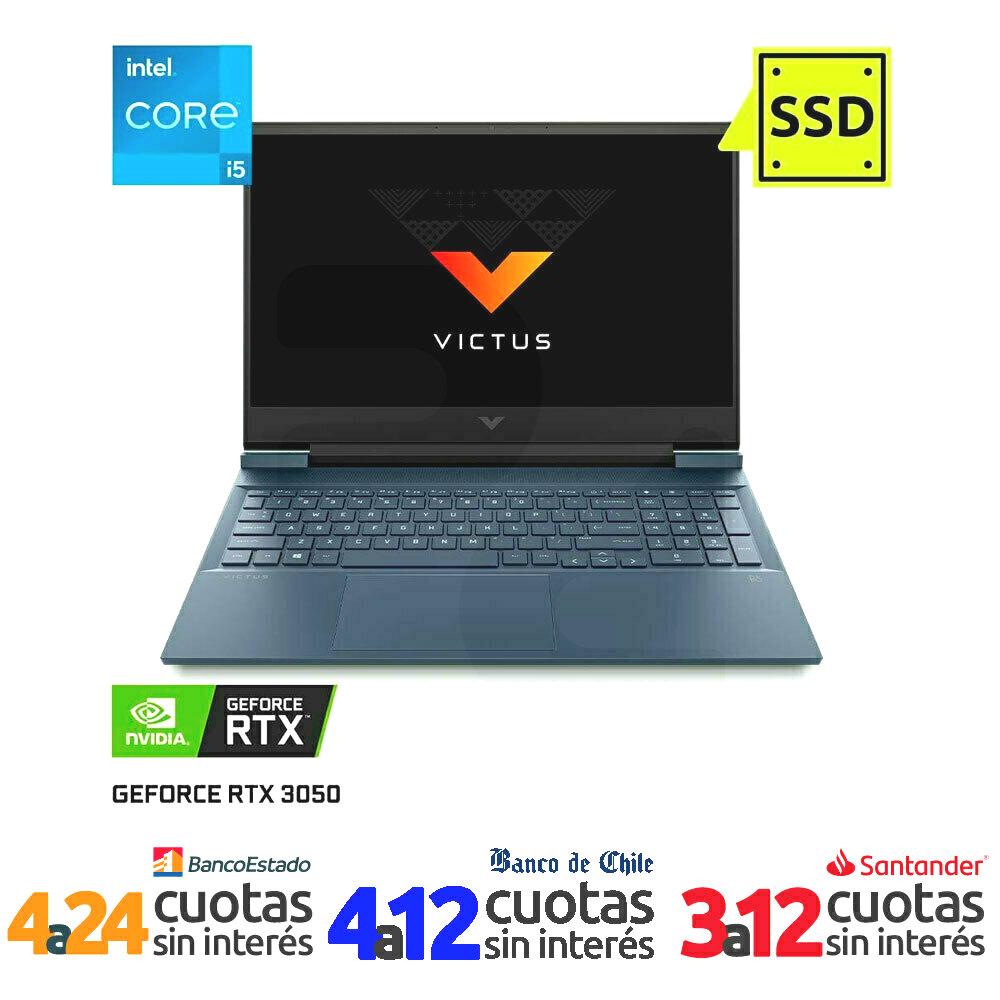 intel.
CORE
i5
SSD
VICTUS
VICTUS
NVIDIA.
GEFORCE
RTX™
GEFORCE RTX 3050
BancoEstado
4a24 cuotas
sin interés
Banco de Chile
4a12 cuotas
sin interés
Santander
3a12 cuotas
sin interés